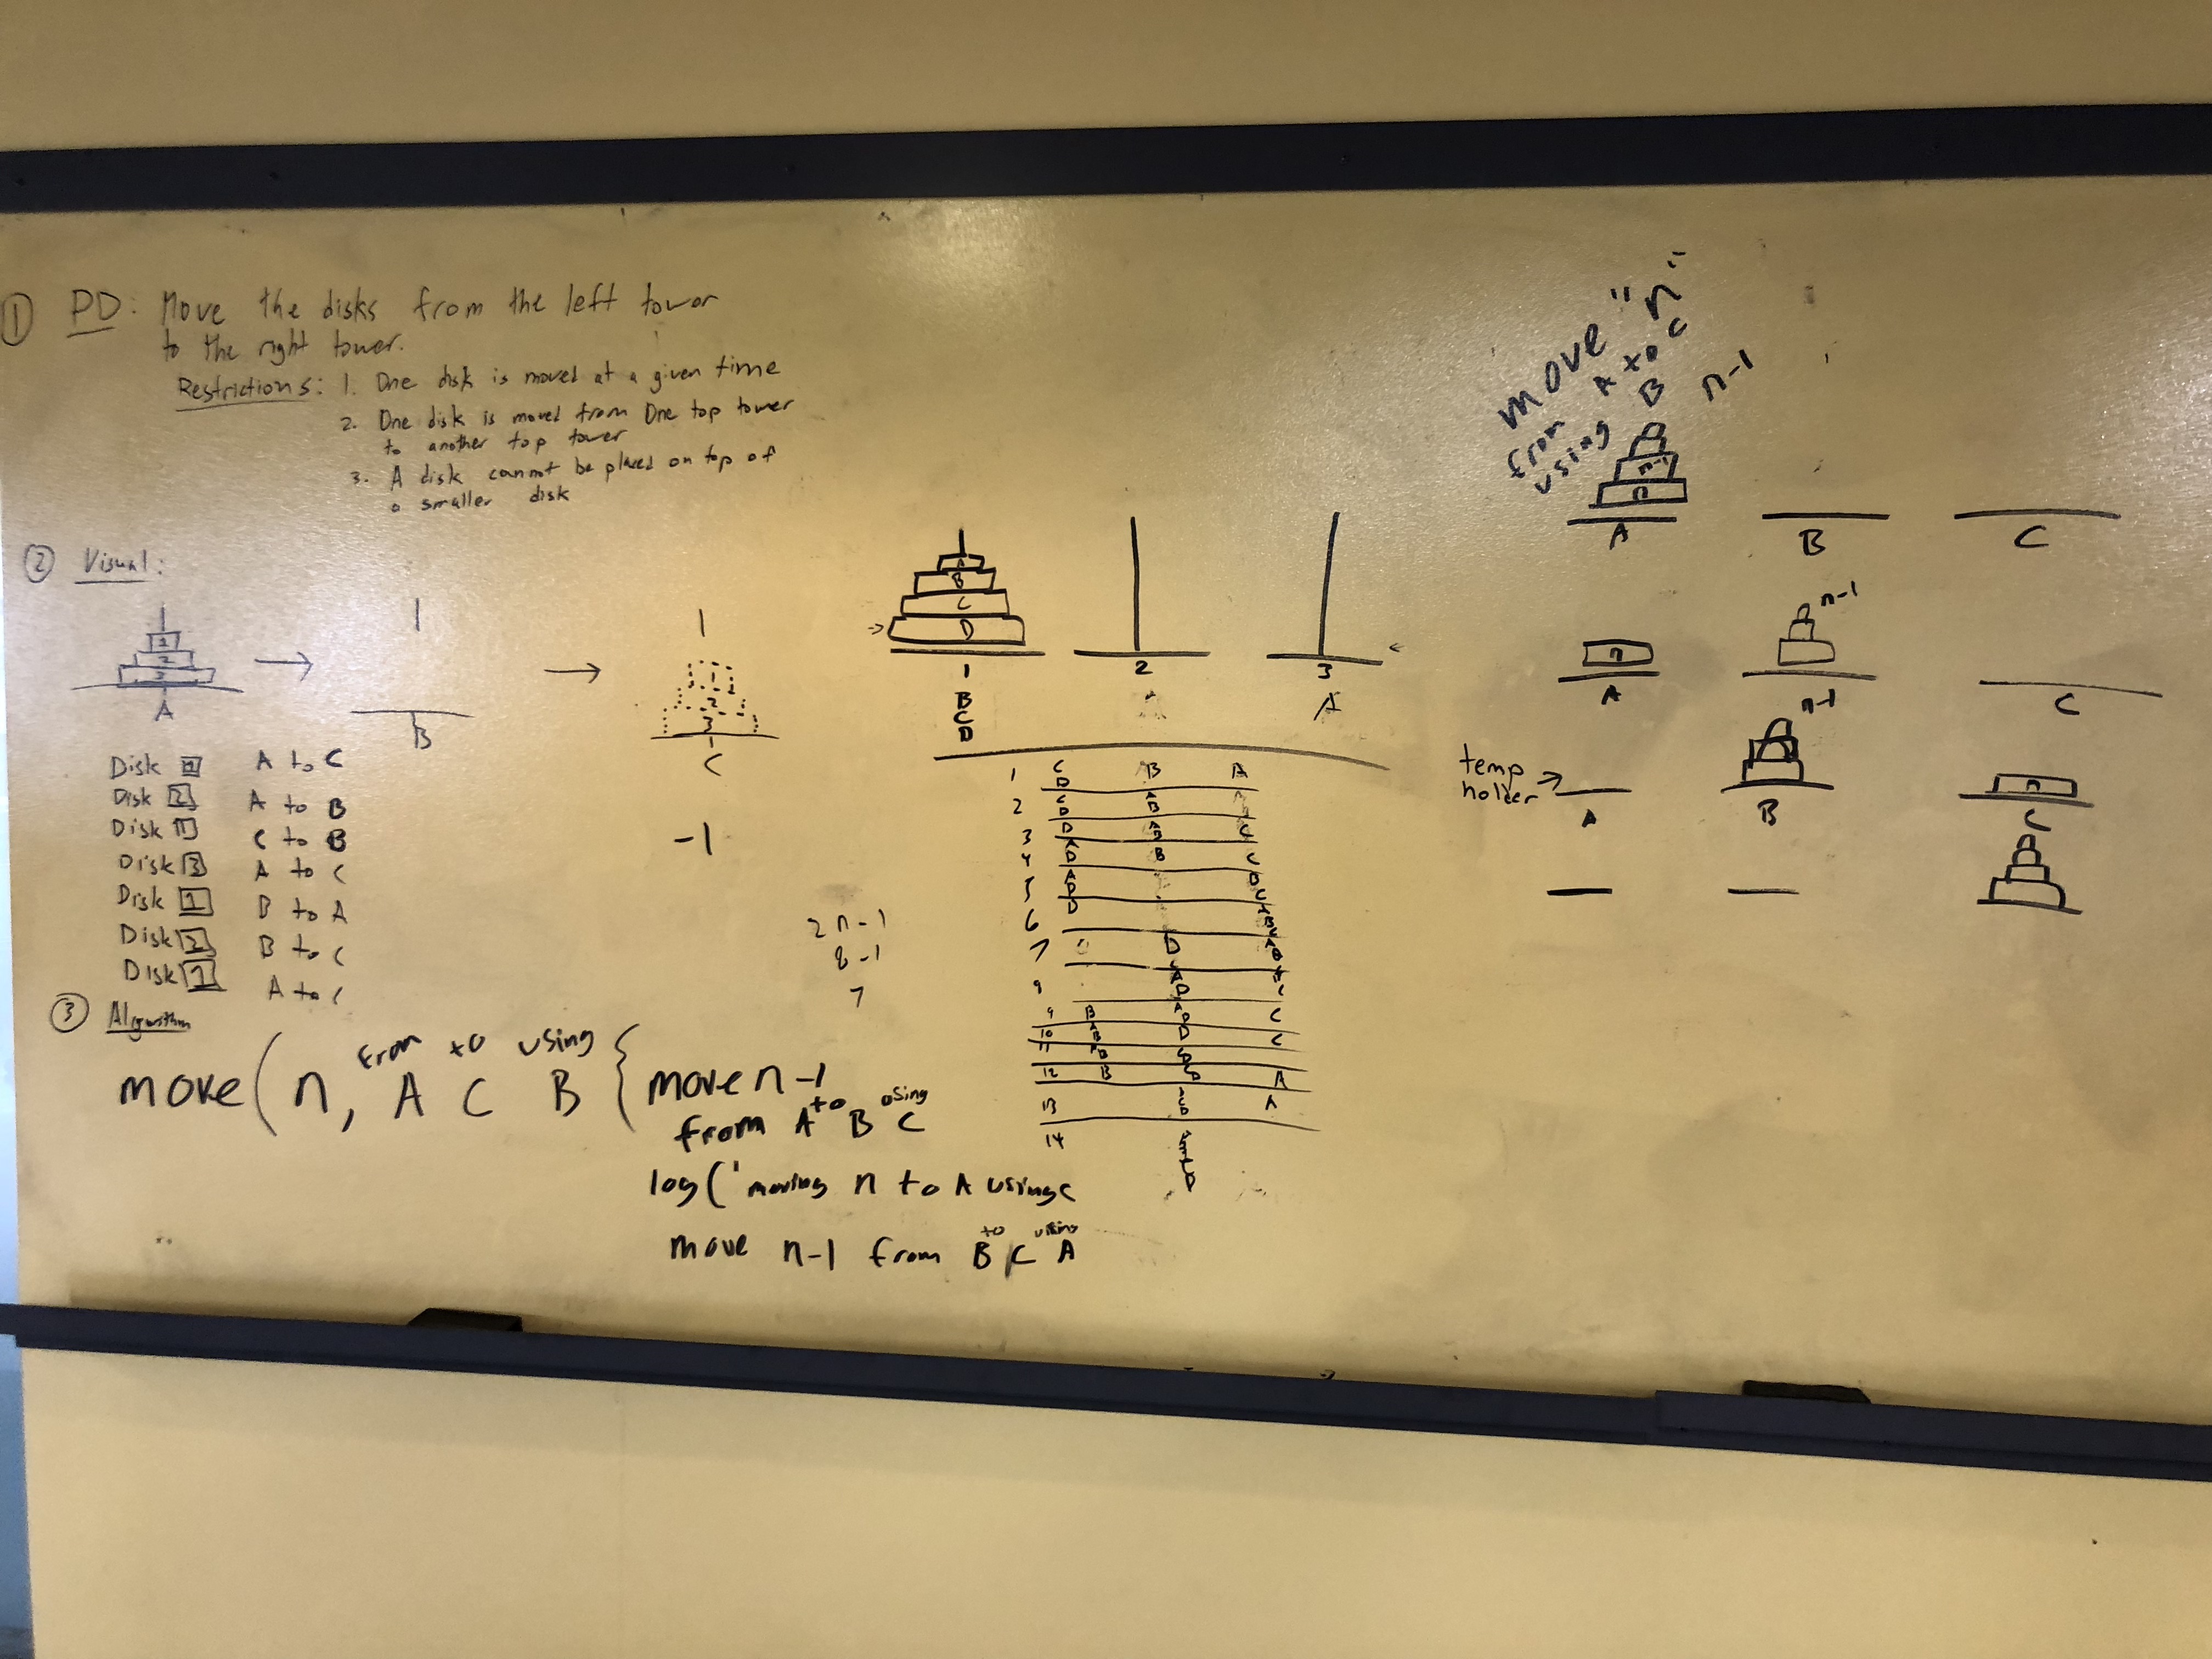 ① PD: Move the disks from the left tower
to the right tower.
Restrictions: 1. One disk is moved at a given time
2. One disk is moved from One top tower
to another top tower
3. A disk cannot be placed on top of
a smaller disk
② Visual:
1
2
3
A
B
1
2
3
C
Disk 1 A to C
Disk 2 A to B
Disk 1 C to B
Disk 3 A to C
Disk 1 B to A
Disk 2 B to C
Disk 1 A to C
-1
2n-1
8-1
7
③ Algorithm
from to using
move(n, A C B {
move n-1
to using
from A B C
log('moving n to A using C
to using
move n-1 from B C A
A
B
C
D
1 2 3
B A
C
D
1 C B A
D
2
3
4
5
6
7
9
10
11
12
13
14
move "n"
from A to C
using B n-1
n-1
n
A B C
n-1
n
A C
n-1
temp
holder
n
A B C